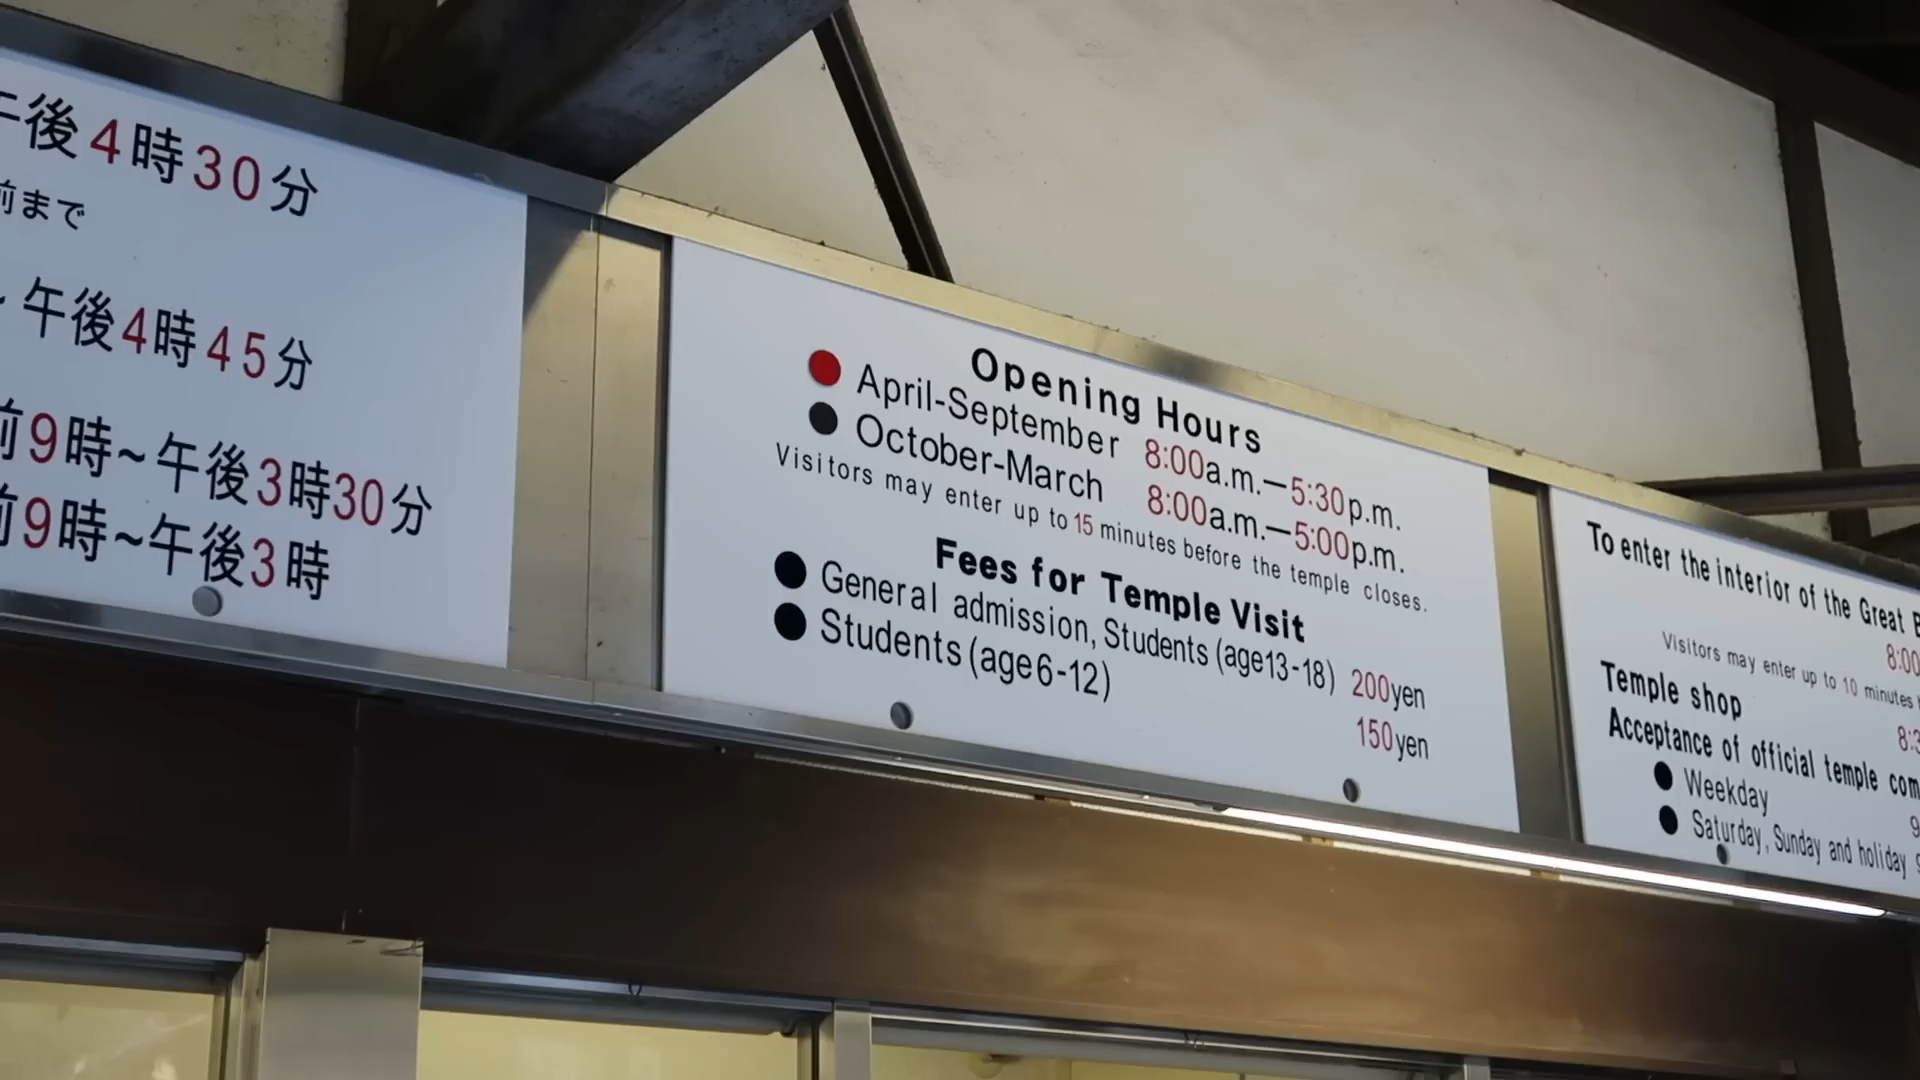 午後4時30分
前まで
午後4時45分
前9時~午後3時30分
前9時~午後3時
Opening Hours
April-September 8:00a.m.—5:30p.m.
October-March 8:00a.m.—5:00p.m.
Visitors may enter up to 15 minutes before the temple closes.
Fees for Temple Visit
General admission, Students (age13-18) 200yen
Students (age6-12) 150yen
To enter the interior of the Great
8:00
Visitors may enter up to 10 minutes
Temple shop
Acceptance of official temple
Weekday
Saturday, Sunday and holiday